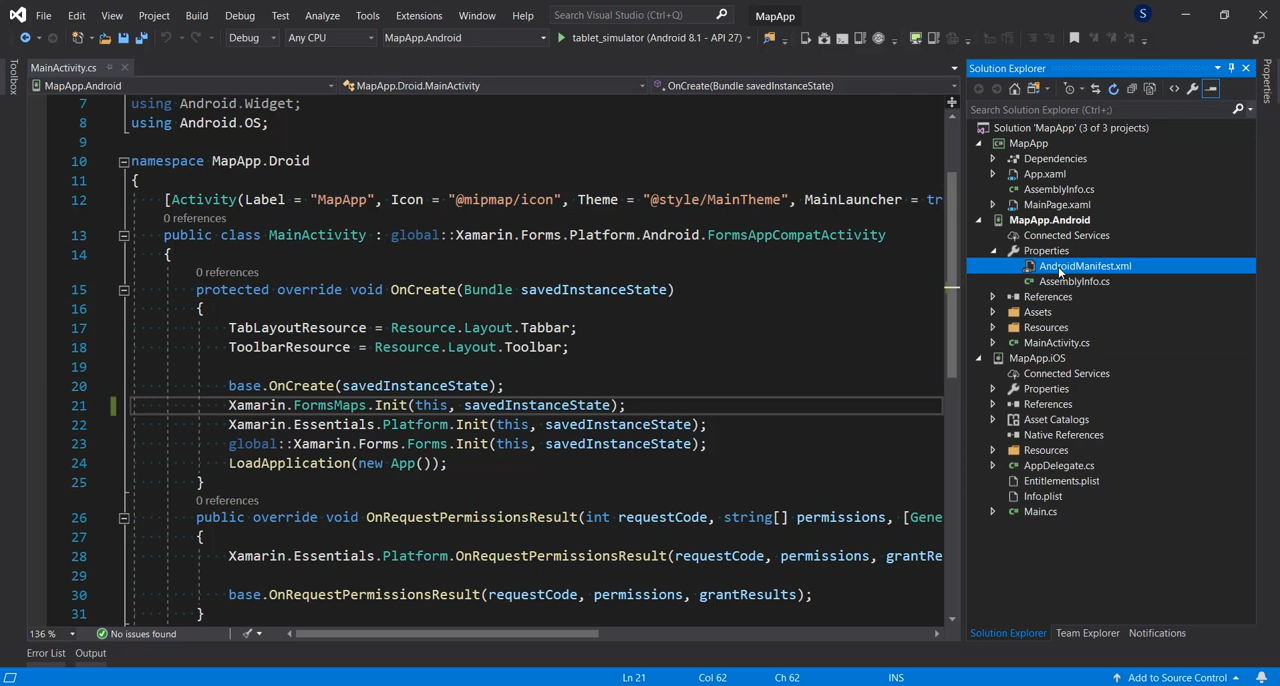 File Edit View Project Build Debug Test Analyze Tools Extensions Window Help Search Visual Studio (Ctrl+Q) MapApp S
Debug Any CPU MapApp.Android tablet_simulator (Android 8.1 - API 27)
Toolbox
MainActivity.cs
MapApp.Android MapApp.Droid.MainActivity OnCreate(Bundle savedInstanceState)
7 using Android.Widget;
8 using Android.OS;
9
10 namespace MapApp.Droid
11 {
12 [Activity(Label = "MapApp", Icon = "@mipmap/icon", Theme = "@style/MainTheme", MainLauncher = tr
0 references
13 public class MainActivity : global::Xamarin.Forms.Platform.Android.FormsAppCompatActivity
14 {
0 references
15 protected override void OnCreate(Bundle savedInstanceState)
16 {
17 TabLayoutResource = Resource.Layout.Tabbar;
18 ToolbarResource = Resource.Layout.Toolbar;
19
20 base.OnCreate(savedInstanceState);
21 Xamarin.FormsMaps.Init(this, savedInstanceState);
22 Xamarin.Essentials.Platform.Init(this, savedInstanceState);
23 global::Xamarin.Forms.Forms.Init(this, savedInstanceState);
24 LoadApplication(new App());
25 }
0 references
26 public override void OnRequestPermissionsResult(int requestCode, string[] permissions, [Gene
27 {
28 Xamarin.Essentials.Platform.OnRequestPermissionsResult(requestCode, permissions, grantRe
29
30 base.OnRequestPermissionsResult(requestCode, permissions, grantResults);
31 }
136 % No issues found
Error List Output
Solution Explorer
Search Solution Explorer (Ctrl+;)
Solution 'MapApp' (3 of 3 projects)
MapApp
Dependencies
App.xaml
AssemblyInfo.cs
MainPage.xaml
MapApp.Android
Connected Services
Properties
AndroidManifest.xml
AssemblyInfo.cs
References
Assets
Resources
MainActivity.cs
MapApp.iOS
Connected Services
Properties
References
Asset Catalogs
Native References
Resources
AppDelegate.cs
Entitlements.plist
Info.plist
Main.cs
Solution Explorer Team Explorer Notifications
Properties
Ln 21 Col 62 Ch 62 INS Add to Source Control